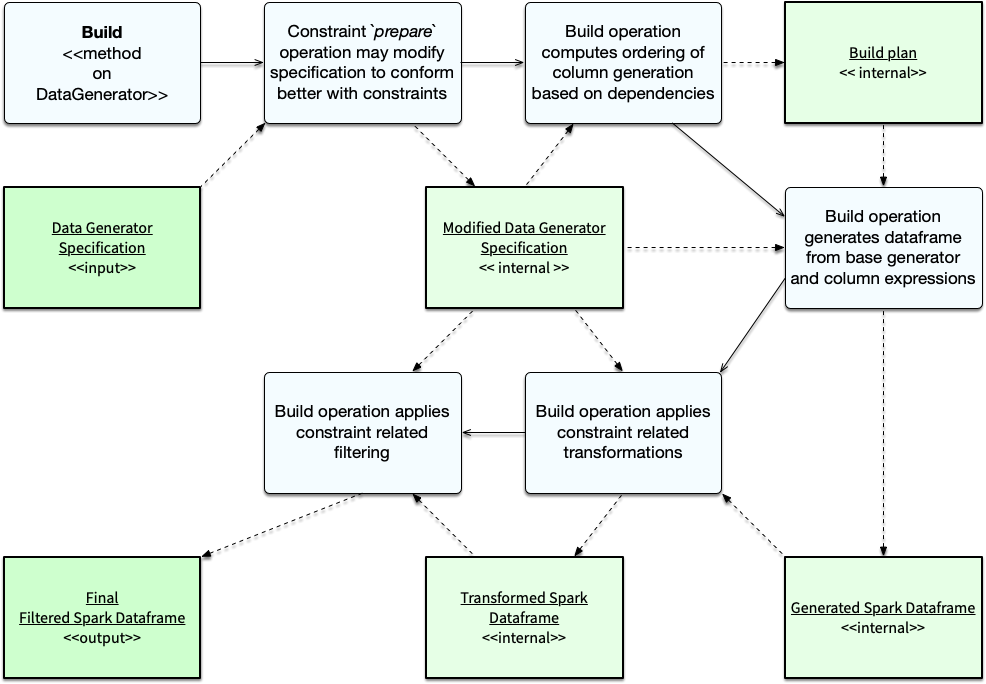 Build
<<method
on
DataGenerator>>
Constraint `prepare`
operation may modify
specification to conform
better with constraints
Build operation
computes ordering of
column generation
based on dependencies
Build plan
<< internal>>
Data Generator
Specification
<<input>>
Modified Data Generator
Specification
<< internal >>
Build operation
generates dataframe
from base generator
and column expressions
Build operation applies
constraint related
filtering
Build operation applies
constraint related
transformations
Final
Filtered Spark Dataframe
<<output>>
Transformed Spark
Dataframe
<<internal>>
Generated Spark Dataframe
<<internal>>